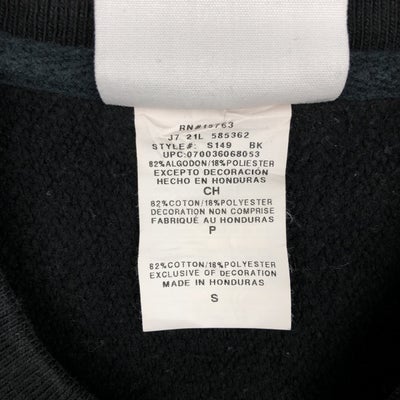 RN#15763
J7 21L 585362
STYLE#: S149 BK
UPC:070036068053
82%ALGODON/18%POLIESTER
EXCEPTO DECORACIÓN
HECHO EN HONDURAS
CH
82%COTON/18%POLYESTER
DECORATION NON COMPRISE
FABRIQUÉ AU HONDURAS
P
82%COTTON/18%POLYESTER
EXCLUSIVE OF DECORATION
MADE IN HONDURAS
S